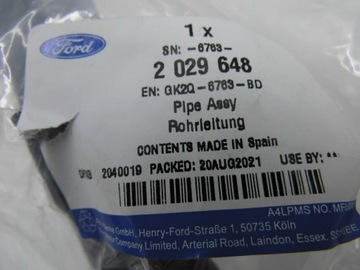 Ford
1 x
SN: -6763-
2 029 648
EN: GK2Q-6763-BD
Pipe Assy
Rohrleitung
CONTENTS MADE IN Spain
2040019 PACKED: 20AUG2021 USE BY: **
A4LPMS NO.
GmbH, Henry-Ford-Straße 1, 50735 Köln
Company Limited, Arterial Road, Laindon, Essex,